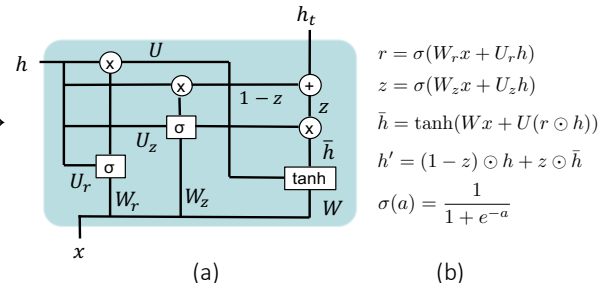 h_t
h
x
U
x
+
1 − z
z
U_z
σ
x
h̄
U_r
σ
tanh
W_r
W_z
W
x
(a)
r = σ(W_r x + U_r h)
z = σ(W_z x + U_z h)
h̄ = tanh(Wx + U(r ⊙ h))
h′ = (1 − z) ⊙ h + z ⊙ h̄
σ(a) = 1 / (1 + e^{−a})
(b)